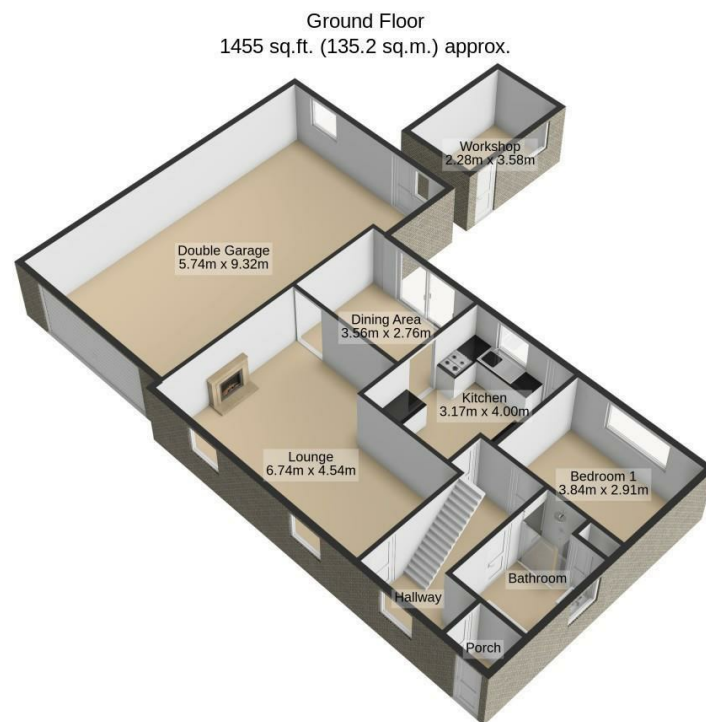 Ground Floor
1455 sq.ft. (135.2 sq.m.) approx.
Workshop
2.28m x 3.58m
Double Garage
5.74m x 9.32m
Dining Area
3.56m x 2.76m
Kitchen
3.17m x 4.00m
Lounge
6.74m x 4.54m
Bedroom 1
3.84m x 2.91m
Bathroom
Hallway
Porch